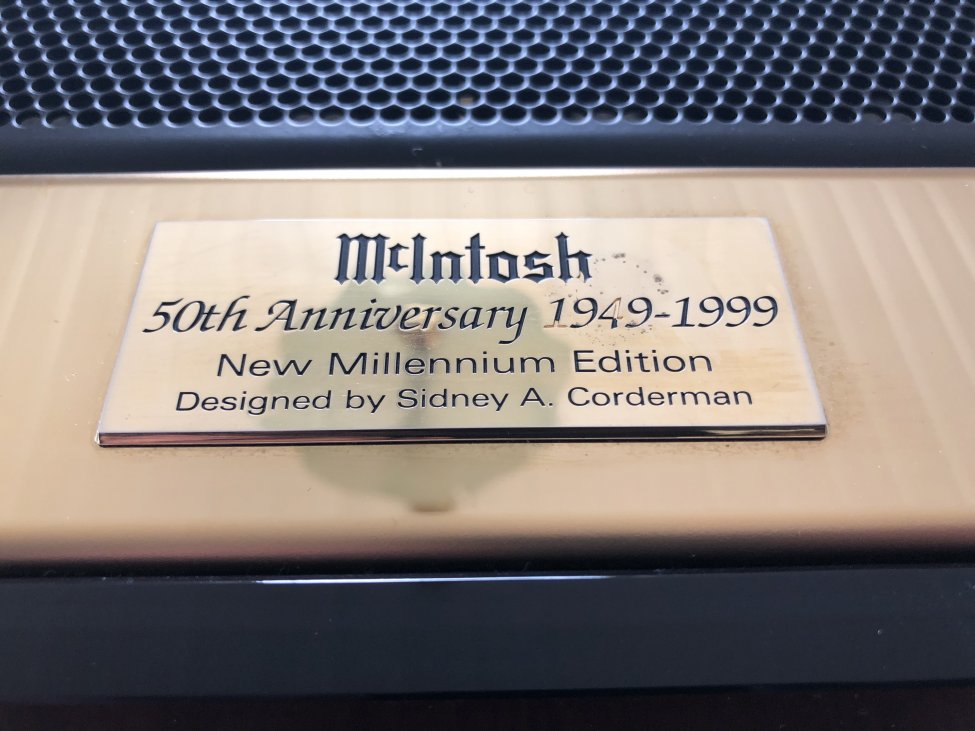 McIntosh
50th Anniversary 1949-1999
New Millennium Edition
Designed by Sidney A. Corderman